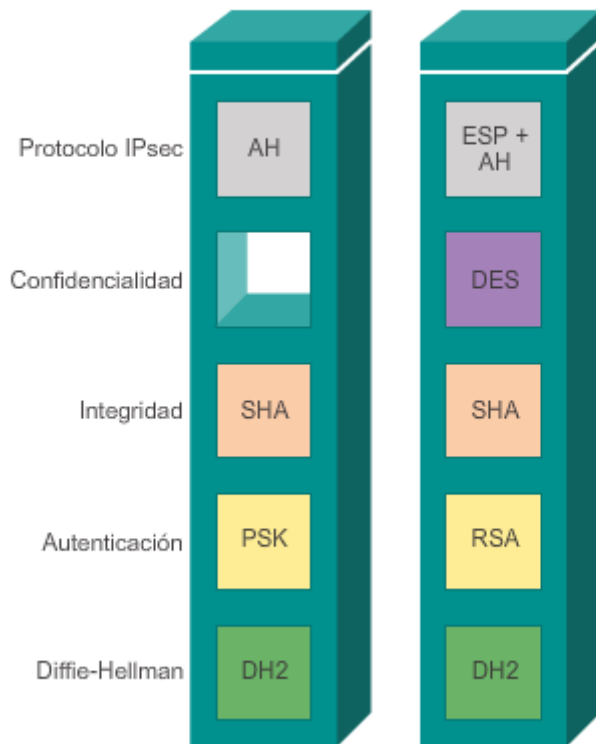 Protocolo IPsec
AH
ESP +
AH
Confidencialidad
DES
Integridad
SHA
SHA
Autenticación
PSK
RSA
Diffie-Hellman
DH2
DH2